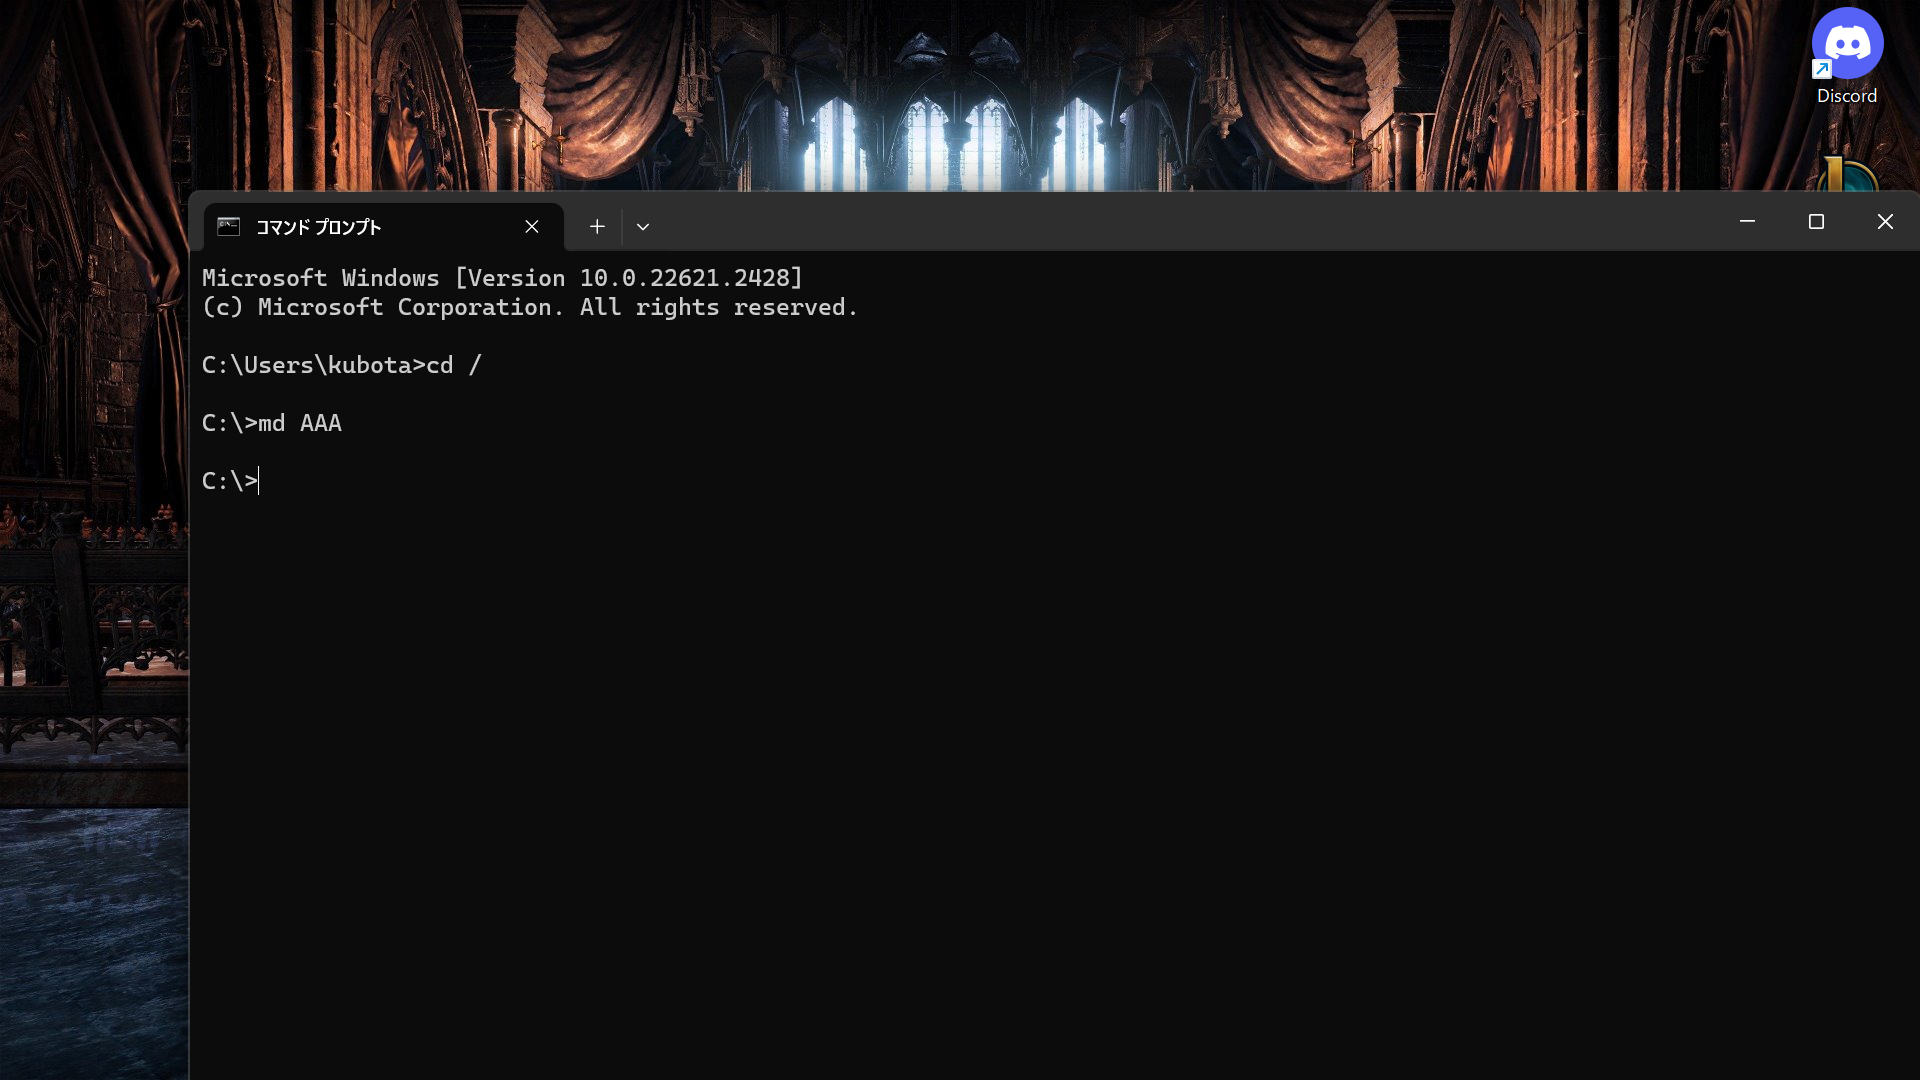 Discord
コマンド プロンプト
Microsoft Windows [Version 10.0.22621.2428]
(c) Microsoft Corporation. All rights reserved.
C:\Users\kubota>cd /
C:\>md AAA
C:\>